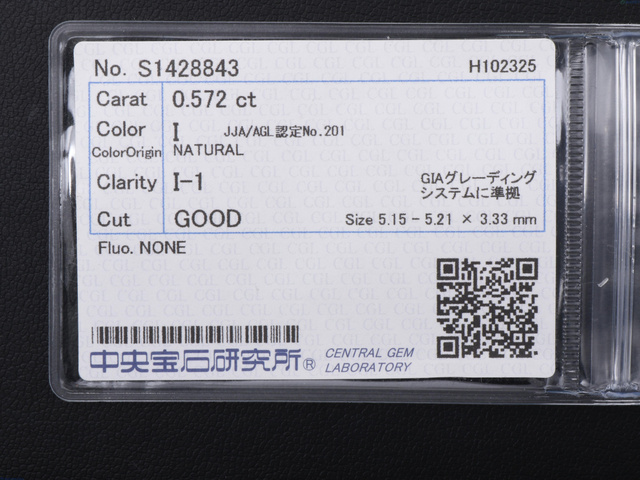 No. S1428843 H102325
Carat 0.572 ct
Color I JJA/AGL認定No.201
ColorOrigin NATURAL
Clarity I-1 GIAグレーディング
システムに準拠
Cut GOOD Size 5.15 - 5.21 × 3.33 mm
Fluo. NONE
中央宝石研究所® CENTRAL GEM
LABORATORY